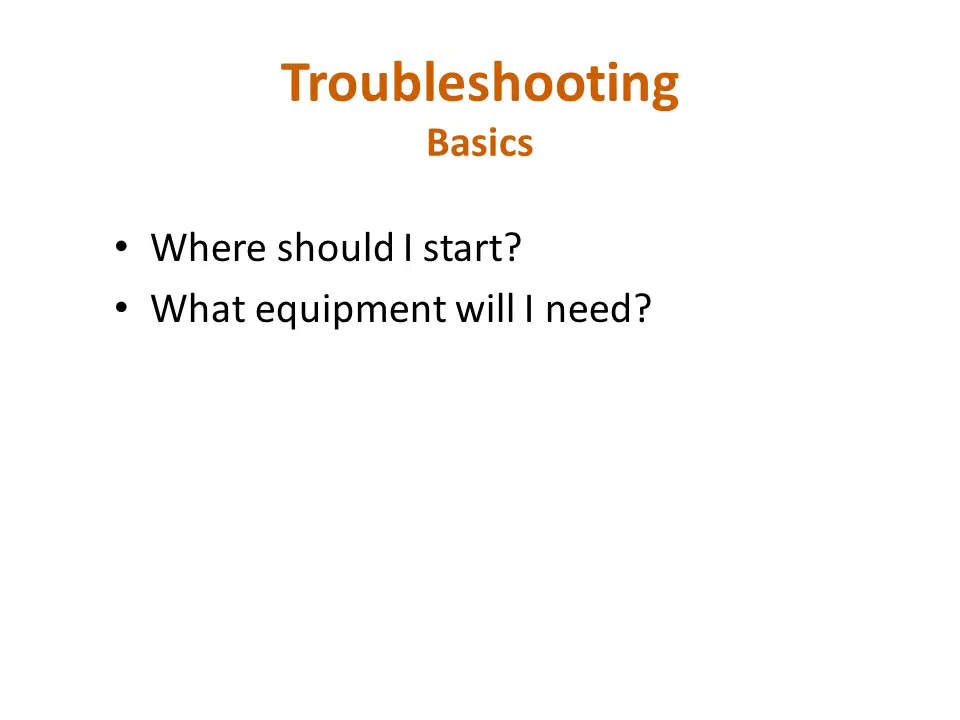 Troubleshooting
Basics
• Where should I start?
• What equipment will I need?